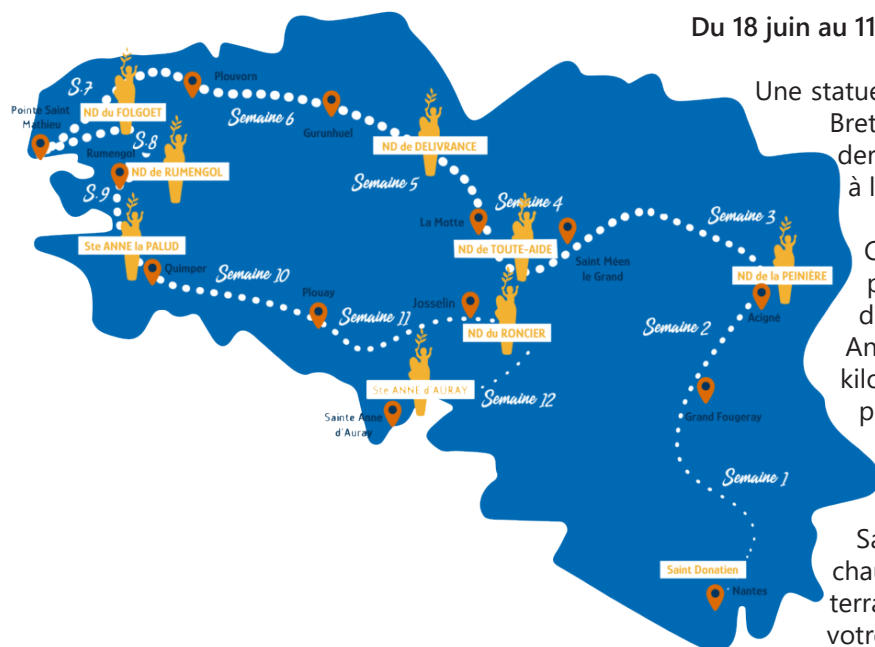 Du 18 juin au 11
Une statue
Bret
der
à l
C
p
d
An
kilo
p
Sa
chau
terra
votre
S.7
Plouvorn
ND du FOLGOET
Pointe Saint
Mathieu
Semaine 6
Gurunhuel
S.8
Rumengol
ND de RUMENGOL
ND de DELIVRANCE
S.9
Semaine 5
Semaine 4
La Motte
Semaine 3
Ste ANNE la PALUD
ND de TOUTE-AIDE
Saint Méen
le Grand
Quimper
Semaine 10
ND de la PEINIÈRE
Plouay
Josselin
Acigné
Semaine 11
ND du RONCIER
Semaine 2
Ste ANNE d'AURAY
Semaine 12
Sainte Anne
d'Auray
Grand Fougeray
Semaine 1
Saint Donatien
Nantes